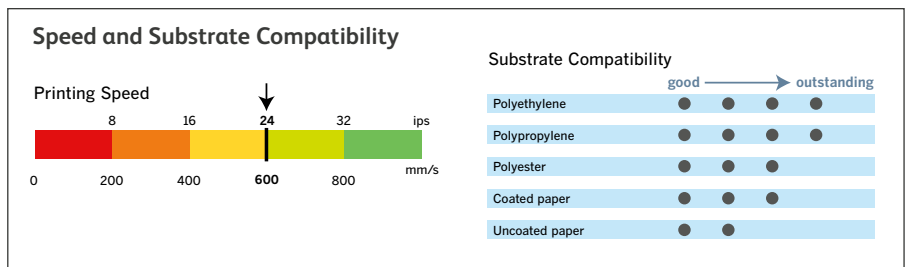 Speed and Substrate Compatibility
Printing Speed
8 16 24 32 ips
0 200 400 600 800 mm/s
Substrate Compatibility
good outstanding
Polyethylene
Polypropylene
Polyester
Coated paper
Uncoated paper